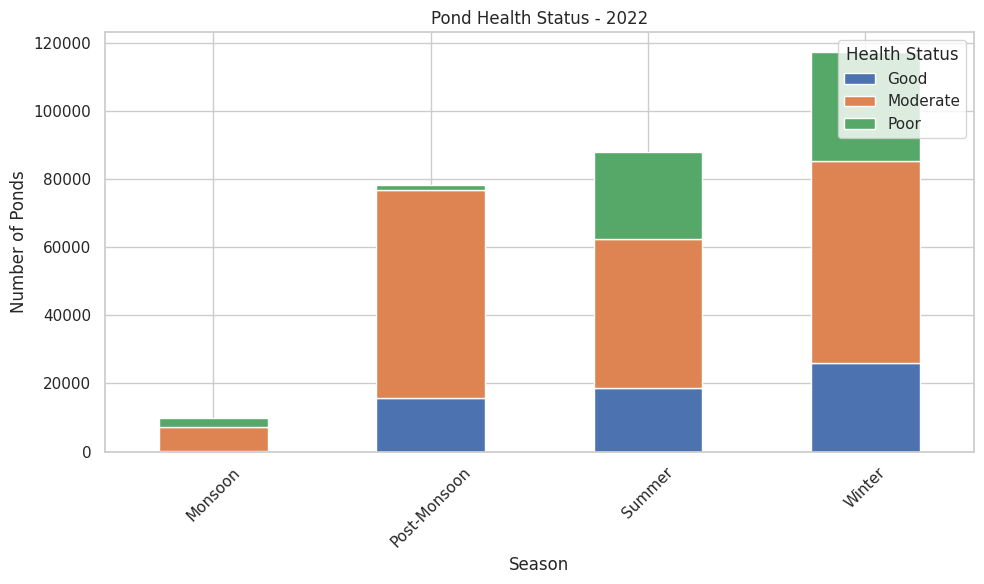 Pond Health Status - 2022
Health Status
Good
Moderate
Poor
Number of Ponds
120000
100000
80000
60000
40000
20000
0
Monsoon
Post-Monsoon
Summer
Winter
Season